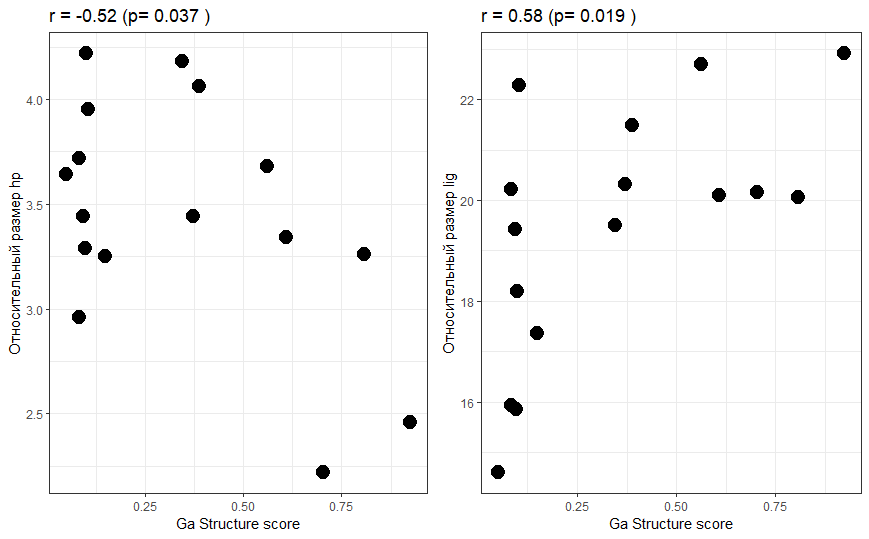 r = -0.52 (p= 0.037 )
Относительный размер hp
4.0
3.5
3.0
2.5
0.25 0.50 0.75
Ga Structure score
r = 0.58 (p= 0.019 )
Относительный размер lig
22
20
18
16
0.25 0.50 0.75
Ga Structure score